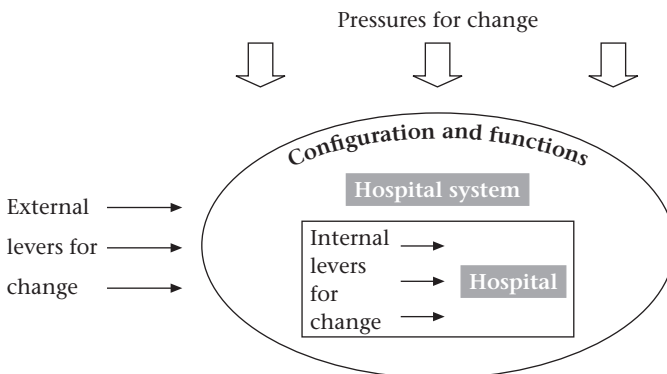 Pressures for change
Configuration and functions
Hospital system
External
levers for
change
Internal
levers
for
change
Hospital